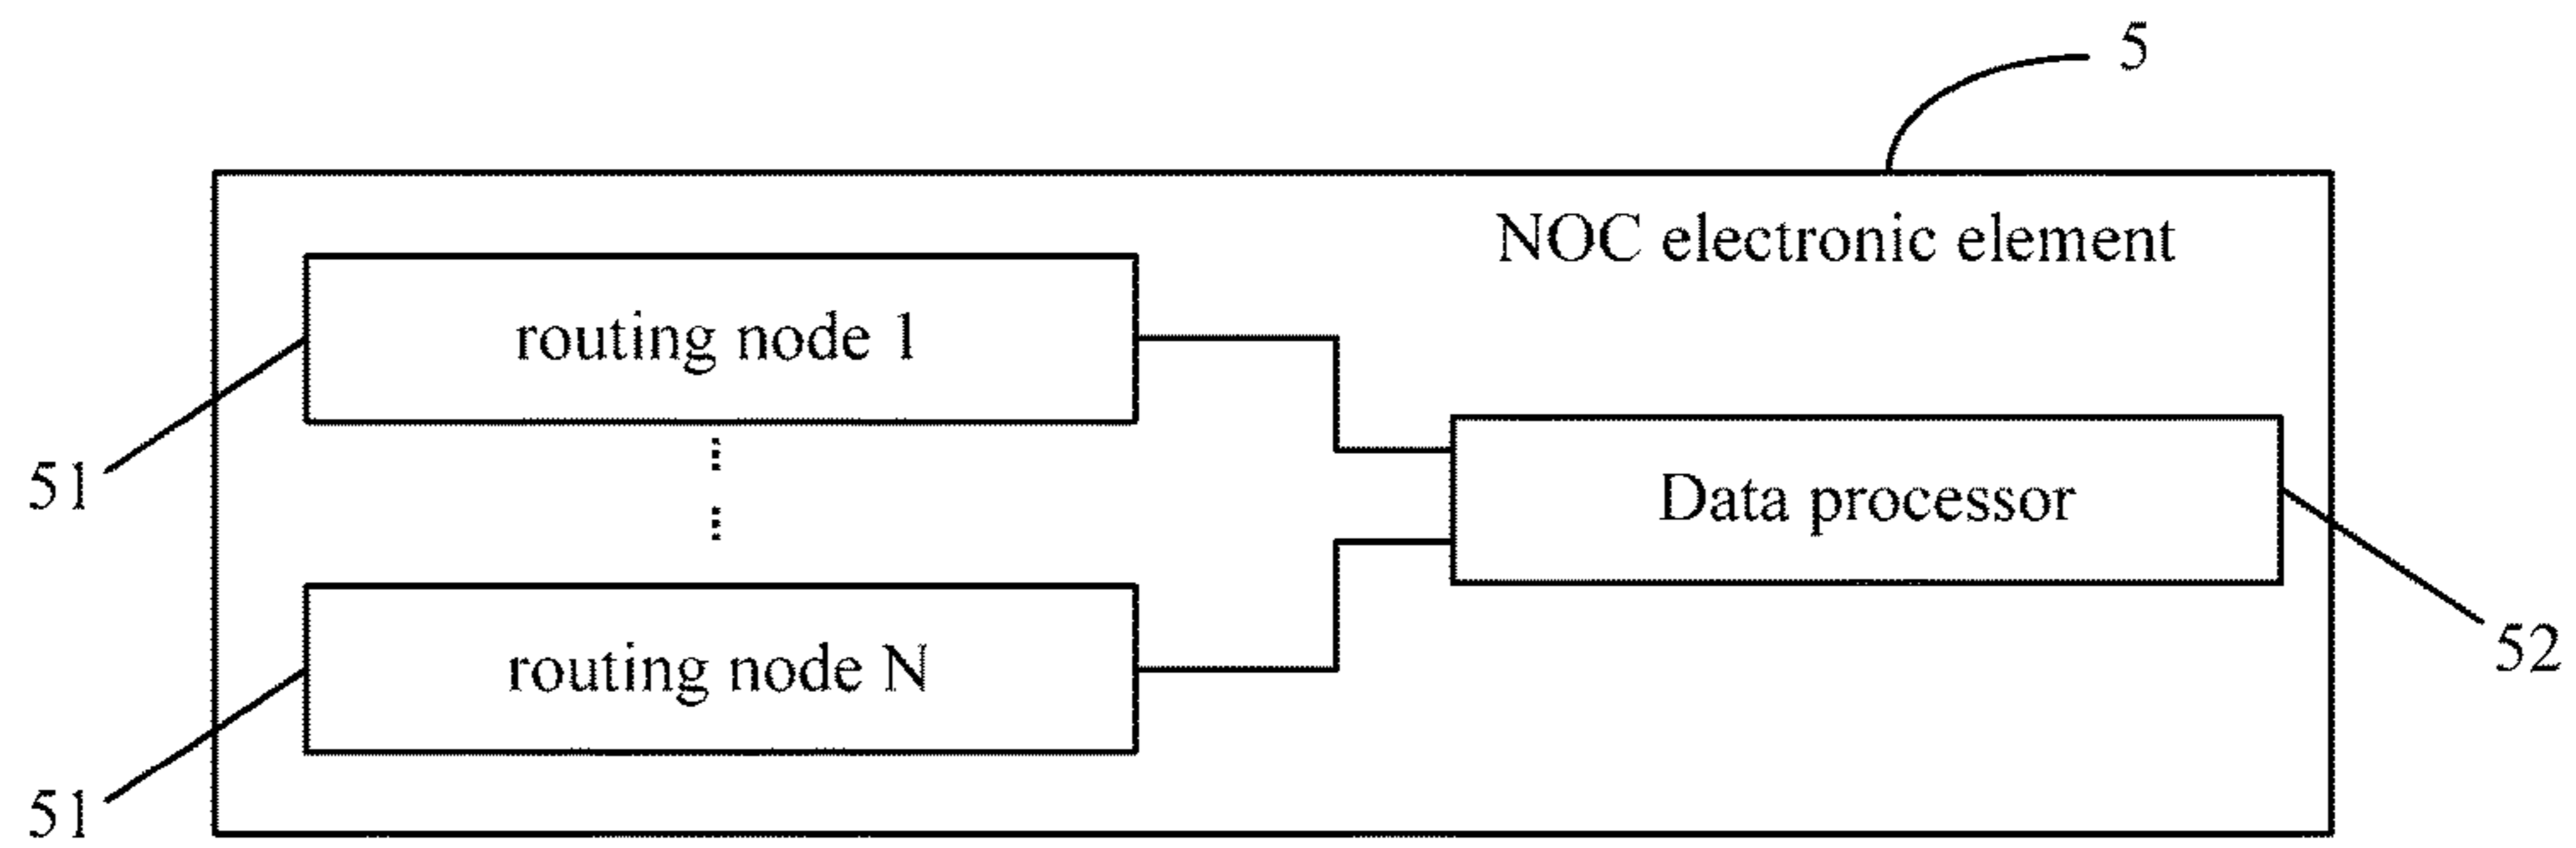 5
NOC electronic element
routing node 1
51
Data processor
routing node N
52
51